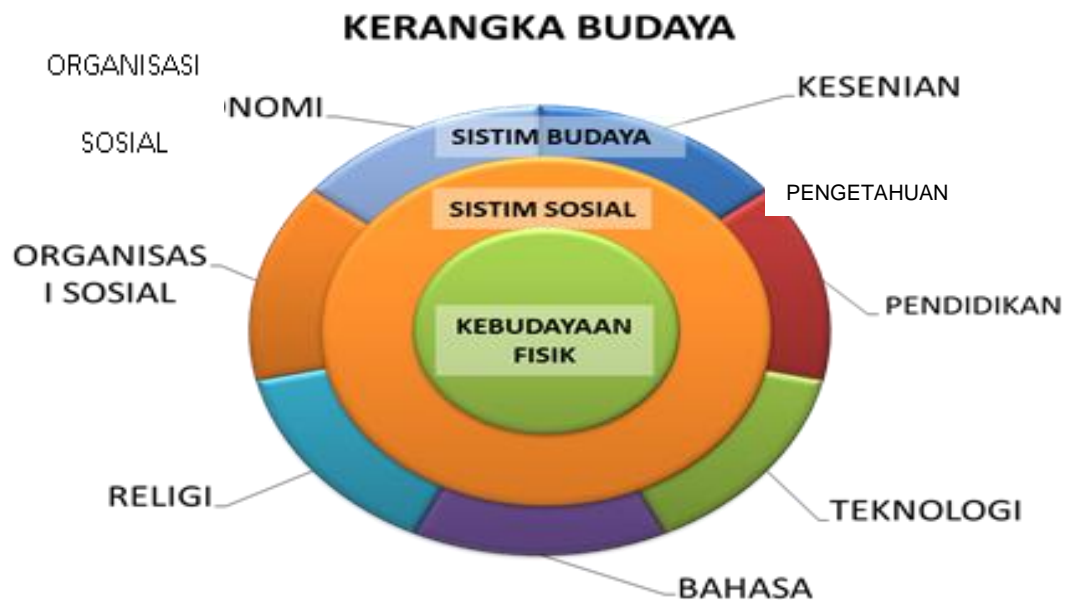 KERANGKA BUDAYA
ORGANISASI
SOSIAL
NOMI
KESENIAN
SISTIM BUDAYA
PENGETAHUAN
SISTIM SOSIAL
ORGANISAS
I SOSIAL
PENDIDIKAN
KEBUDAYAAN
FISIK
RELIGI
TEKNOLOGI
BAHASA